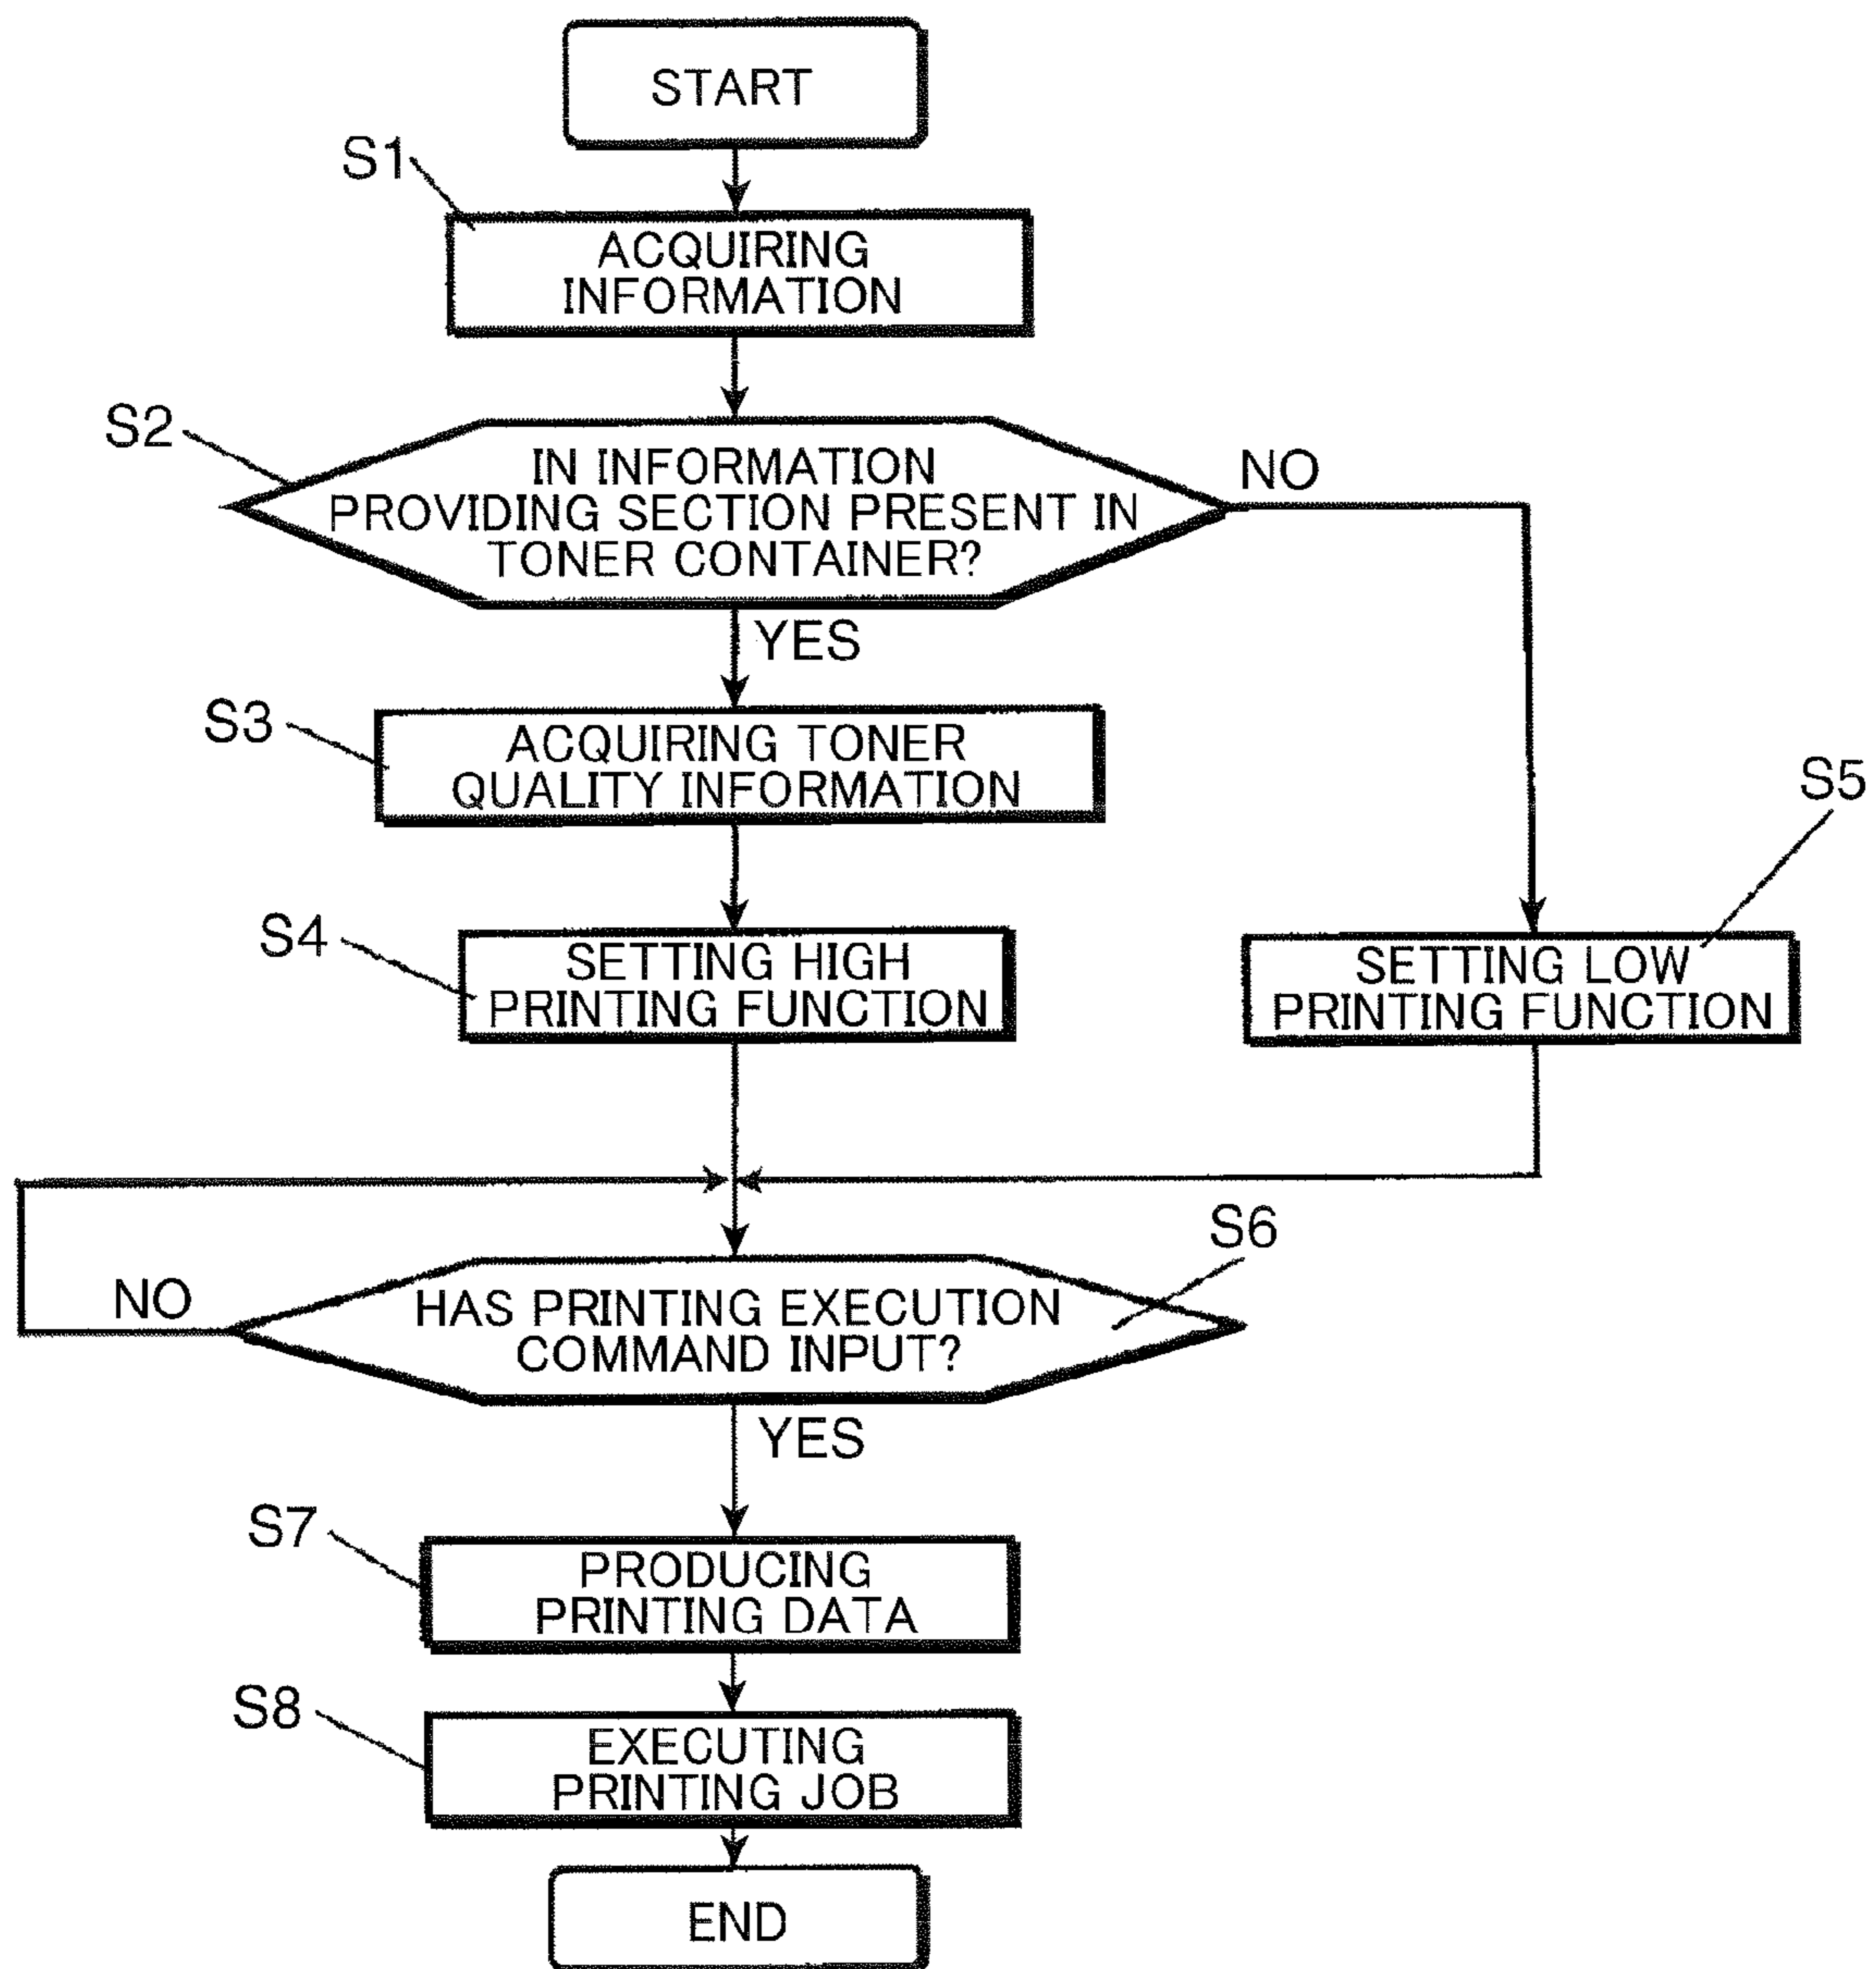 START
S1
ACQUIRING
INFORMATION
S2
IN INFORMATION
PROVIDING SECTION PRESENT IN
TONER CONTAINER?
NO
YES
S3
ACQUIRING TONER
QUALITY INFORMATION
S5
S4
SETTING HIGH
PRINTING FUNCTION
SETTING LOW
PRINTING FUNCTION
S6
NO
HAS PRINTING EXECUTION
COMMAND INPUT?
YES
S7
PRODUCING
PRINTING DATA
S8
EXECUTING
PRINTING JOB
END